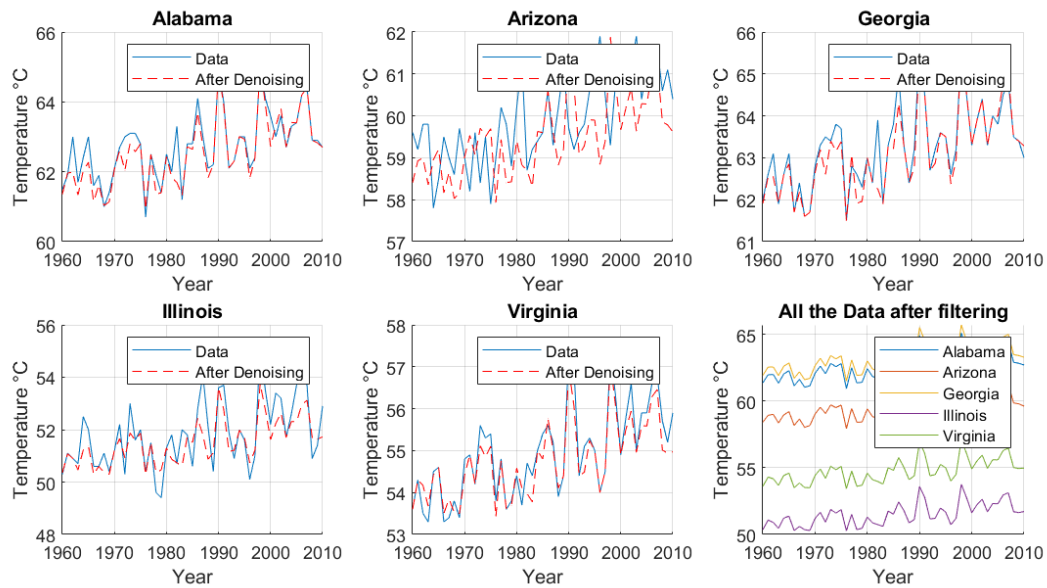 Alabama
66
64
62
60
Temperature °C
Data
After Denoising
1960 1970 1980 1990 2000 2010
Year
Arizona
62
61
60
59
58
57
Temperature °C
Data
After Denoising
1960 1970 1980 1990 2000 2010
Year
Georgia
66
65
64
63
62
61
Temperature °C
Data
After Denoising
1960 1970 1980 1990 2000 2010
Year
Illinois
56
54
52
50
48
Temperature °C
Data
After Denoising
1960 1970 1980 1990 2000 2010
Year
Virginia
58
57
56
55
54
53
Temperature °C
Data
After Denoising
1960 1970 1980 1990 2000 2010
Year
All the Data after filtering
65
60
55
50
Temperature °C
Alabama
Arizona
Georgia
Illinois
Virginia
1960 1970 1980 1990 2000 2010
Year